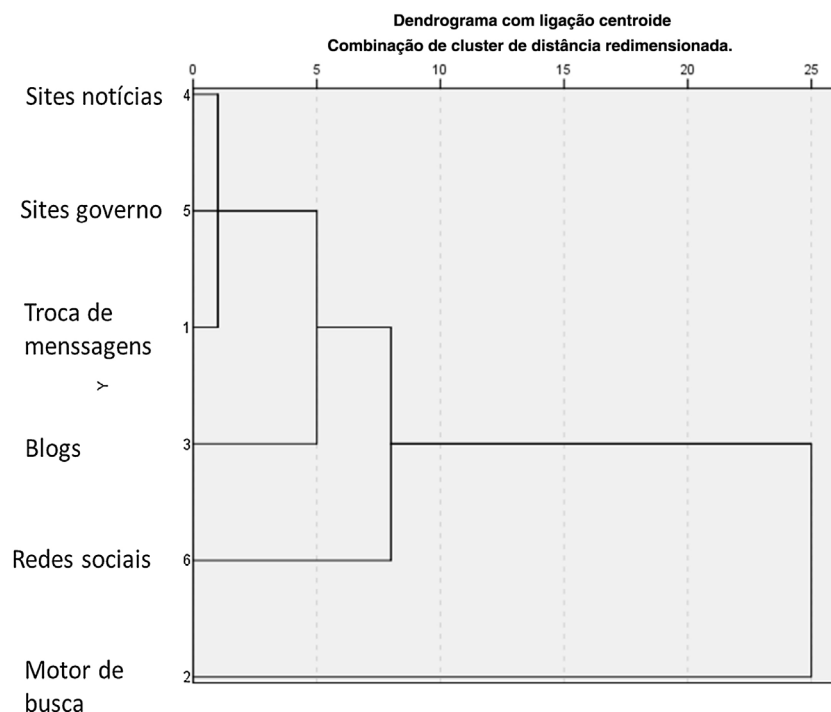 Dendrograma com ligação centroide
Combinação de cluster de distância redimensionada.
0 5 10 15 20 25
Sites notícias 4
Sites governo 5
Troca de
menssagens 1
Y
Blogs 3
Redes sociais 6
Motor de
busca 2